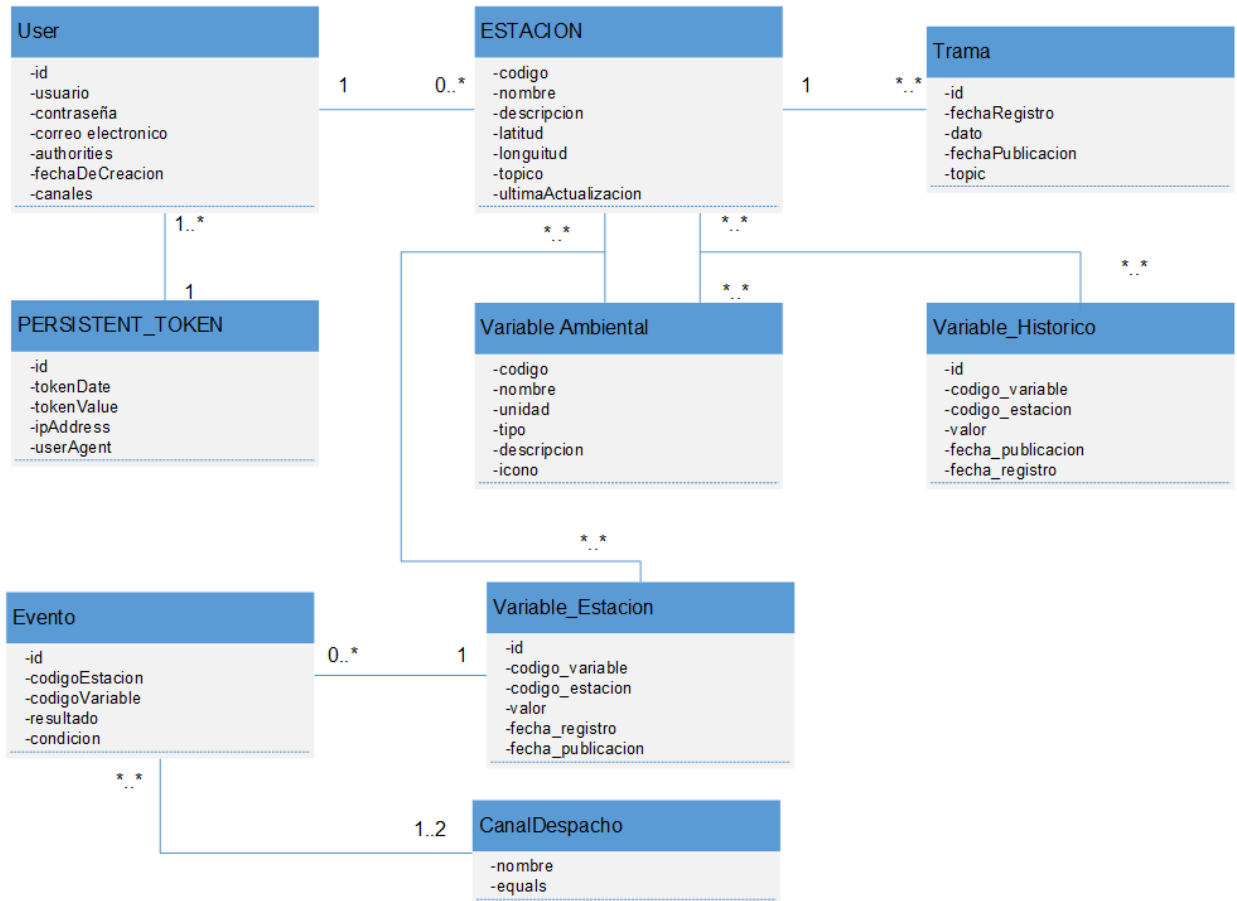 User
-id
-usuario
-contraseña
-correo electronico
-authorities
-fechaDeCreacion
-canales
1
0..*
ESTACION
-codigo
-nombre
-descripcion
-latitud
-longuitud
-topico
-ultimaActualizacion
1
*..*
Trama
-id
-fechaRegistro
-dato
-fechaPublicacion
-topic
1..*
1
*..*
*..*
*..*
*..*
PERSISTENT_TOKEN
-id
-tokenDate
-tokenValue
-ipAddress
-userAgent
Variable Ambiental
-codigo
-nombre
-unidad
-tipo
-descripcion
-icono
Variable_Historico
-id
-codigo_variable
-codigo_estacion
-valor
-fecha_publicacion
-fecha_registro
*..*
Evento
-id
-codigoEstacion
-codigoVariable
-resultado
-condicion
0..*
1
Variable_Estacion
-id
-codigo_variable
-codigo_estacion
-valor
-fecha_registro
-fecha_publicacion
*..*
1..2
CanalDespacho
-nombre
-equals